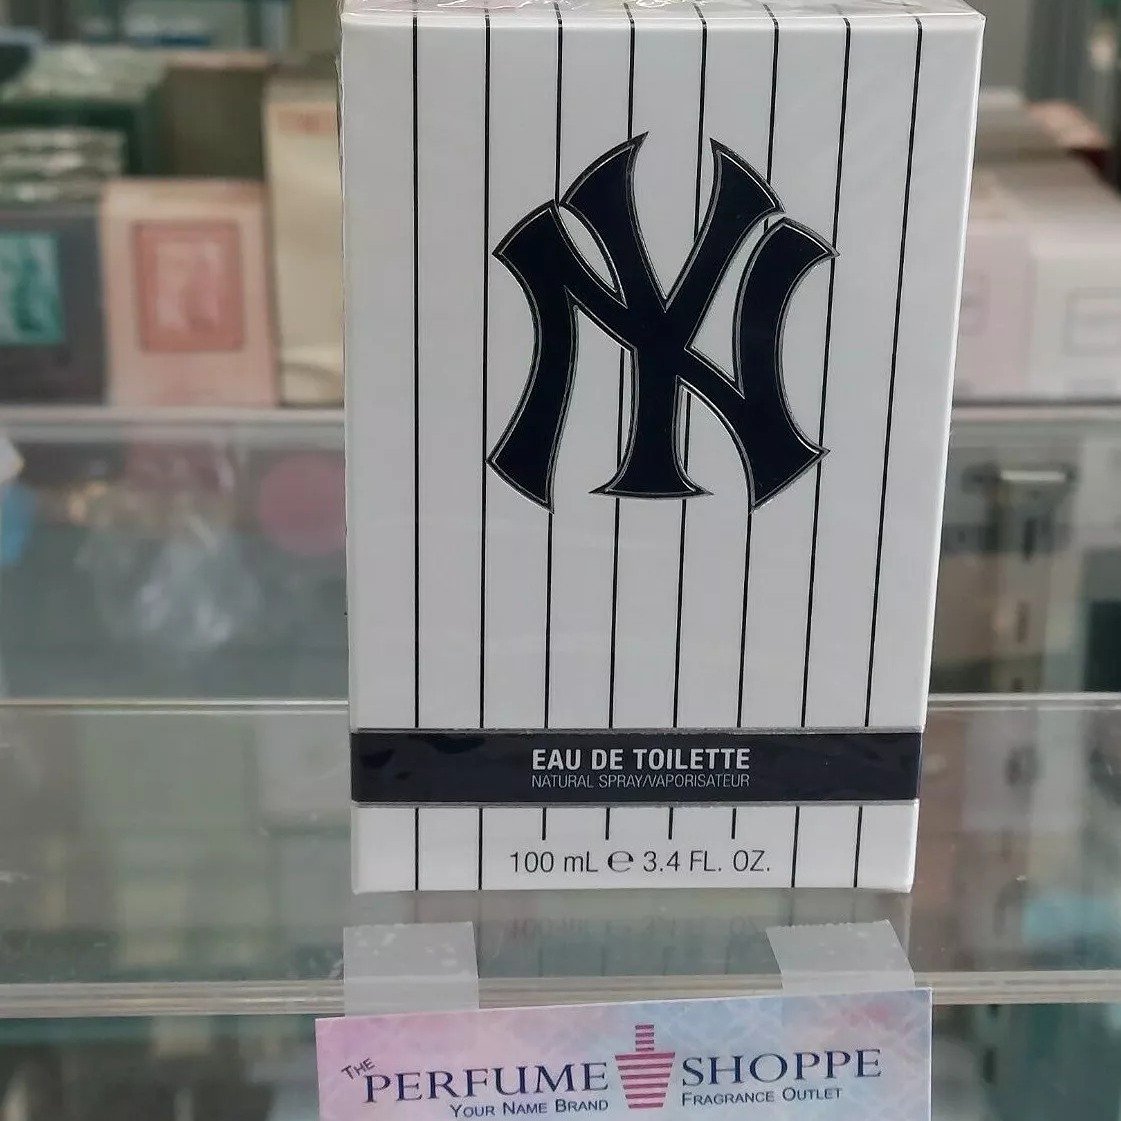 NY
EAU DE TOILETTE
NATURAL SPRAY/VAPORISATEUR
100 mL ℮ 3.4 FL. OZ.
THE PERFUME SHOPPE
YOUR NAME BRAND FRAGRANCE OUTLET